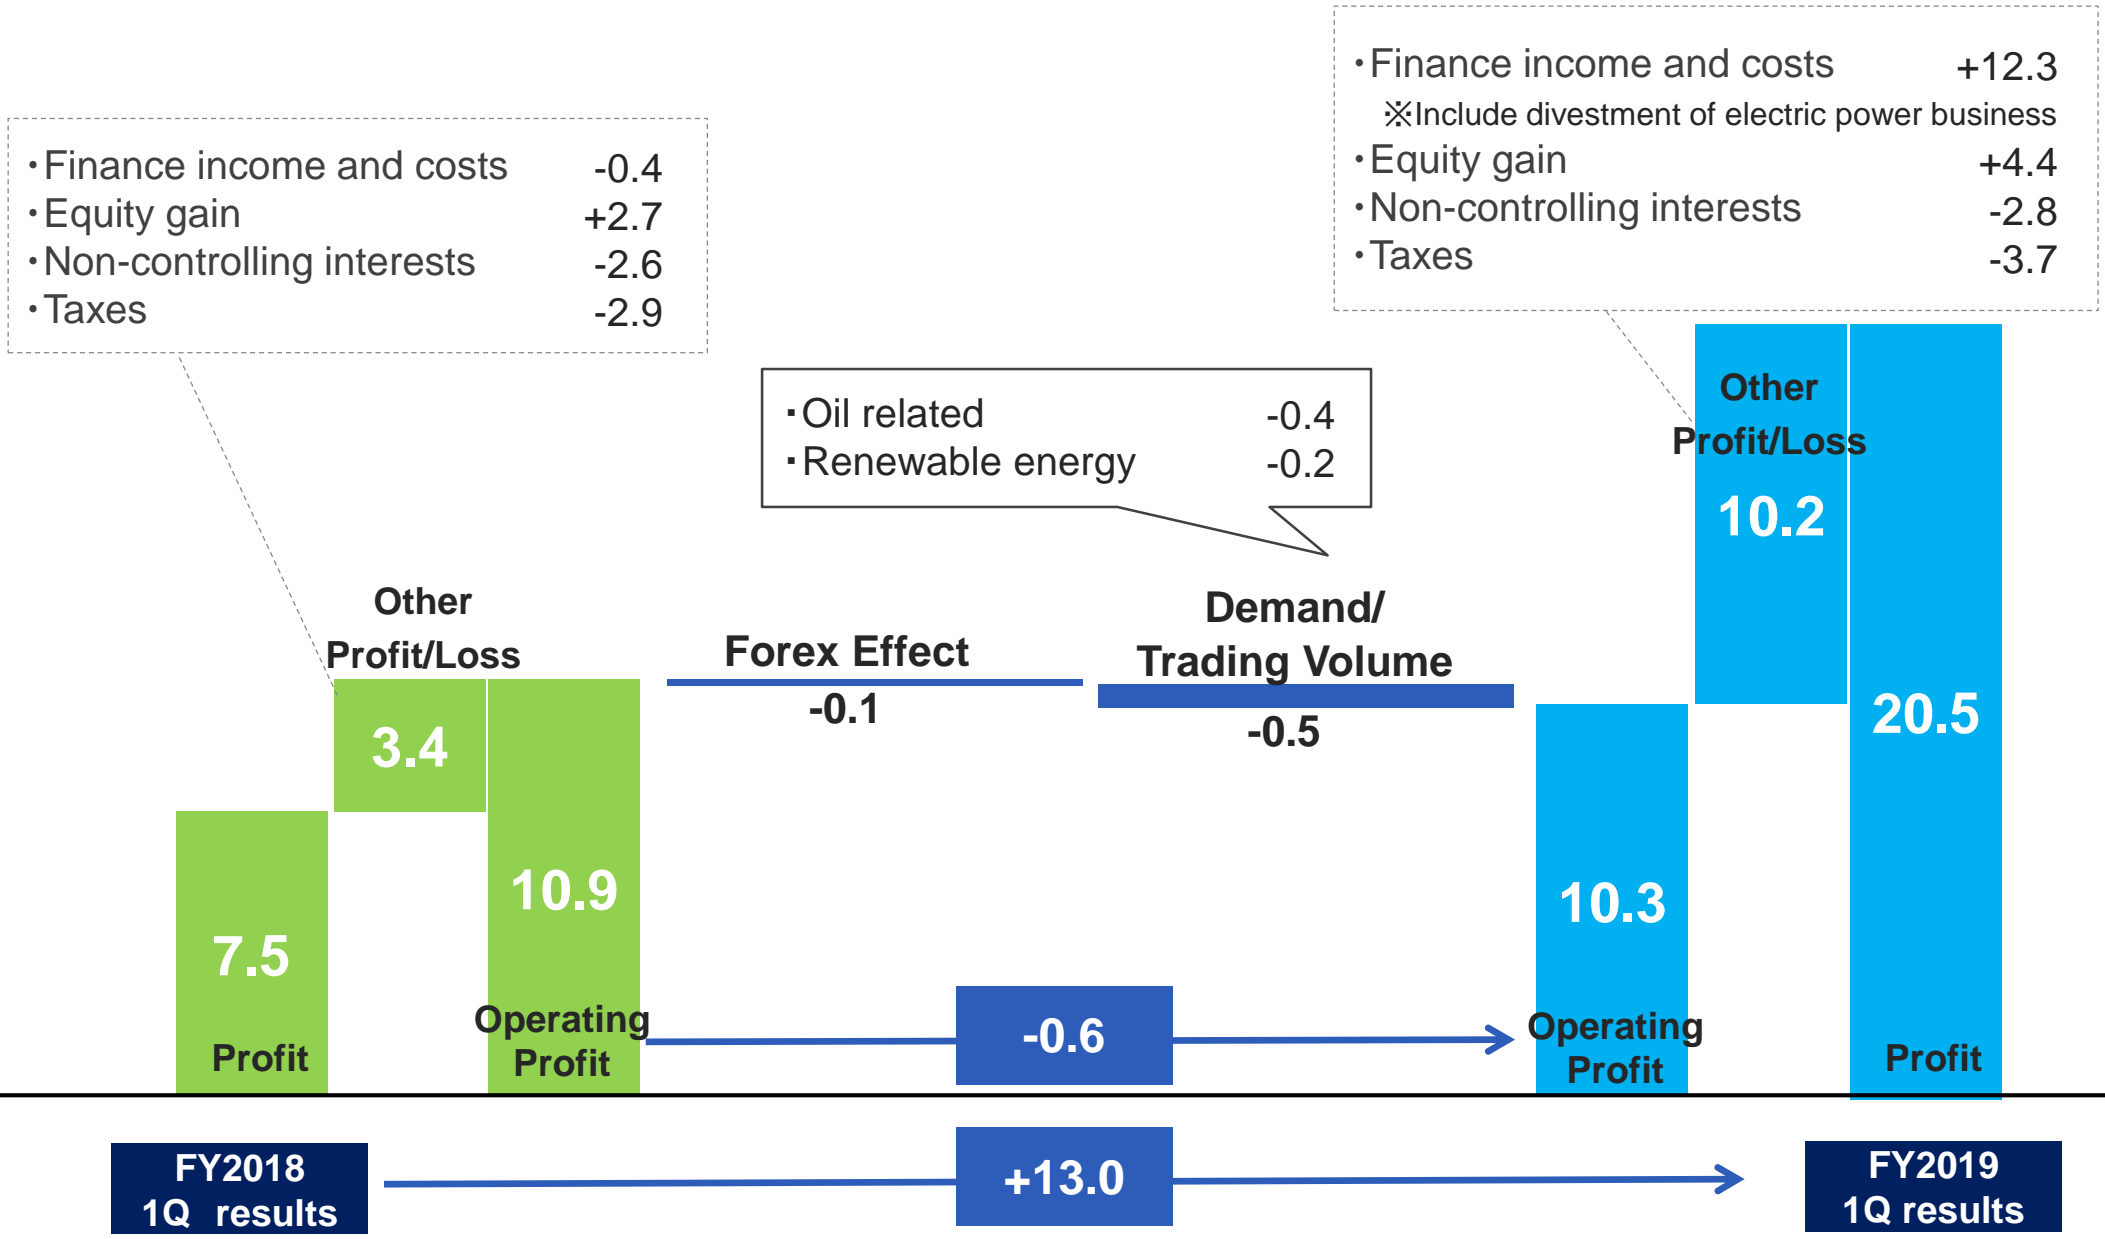 ・Finance income and costs -0.4
・Equity gain +2.7
・Non-controlling interests -2.6
・Taxes -2.9
・Finance income and costs +12.3
※Include divestment of electric power business
・Equity gain +4.4
・Non-controlling interests -2.8
・Taxes -3.7
・Oil related -0.4
・Renewable energy -0.2
Other
Profit/Loss
3.4
7.5
Profit
10.9
Operating
Profit
Forex Effect
-0.1
Demand/
Trading Volume
-0.5
Other
Profit/Loss
10.2
10.3
Operating
Profit
20.5
Profit
-0.6
FY2018
1Q results
+13.0
FY2019
1Q results